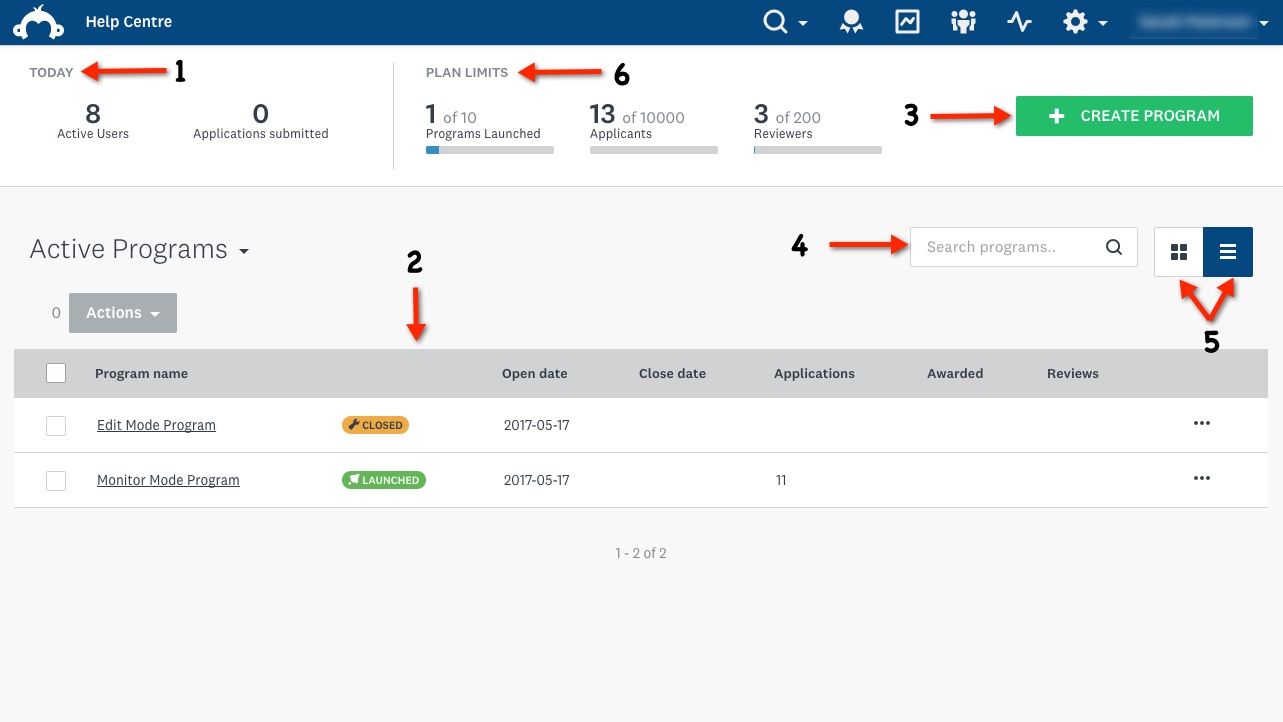 Help Centre
TODAY 1
8
Active Users
0
Applications submitted
PLAN LIMITS 6
1 of 10
Programs Launched
13 of 10000
Applicants
3 of 200
Reviewers
3
CREATE PROGRAM
Active Programs
2
4
Search programs..
5
0 Actions
Program name Open date Close date Applications Awarded Reviews
Edit Mode Program CLOSED 2017-05-17
Monitor Mode Program LAUNCHED 2017-05-17 11
1 - 2 of 2